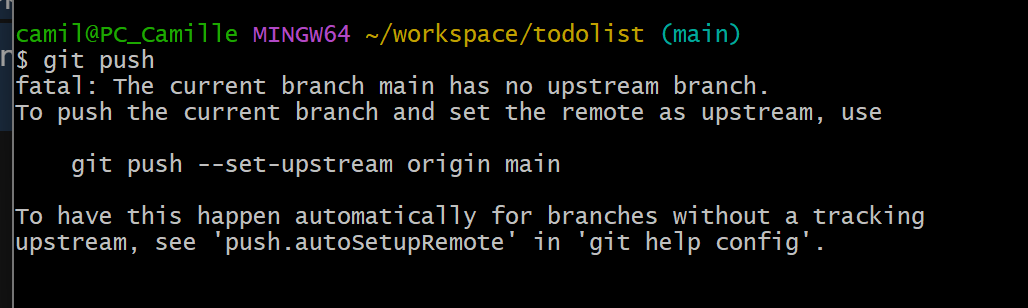 camil@PC_Camille MINGW64 ~/workspace/todolist (main)
$ git push
fatal: The current branch main has no upstream branch.
To push the current branch and set the remote as upstream, use
git push --set-upstream origin main
To have this happen automatically for branches without a tracking
upstream, see 'push.autoSetupRemote' in 'git help config'.